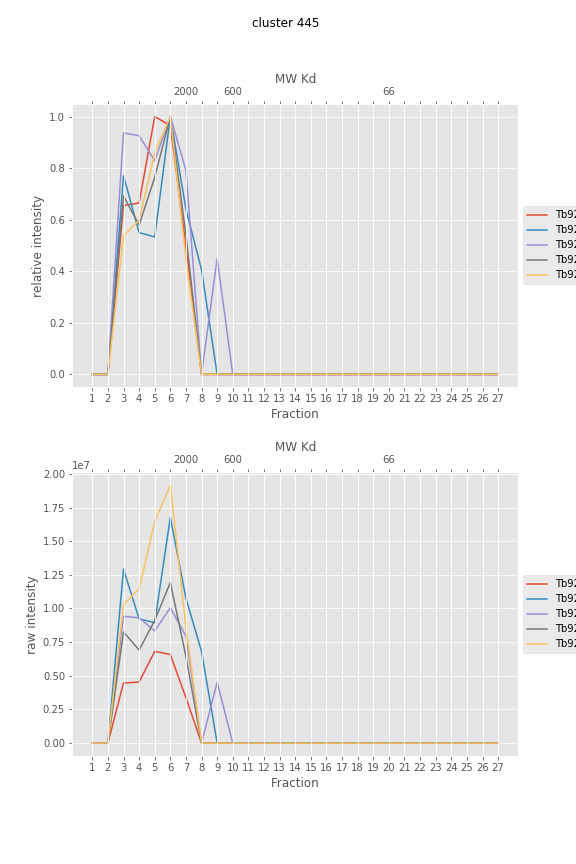 cluster 445
MW Kd
2000 600 66
1.0
0.8
0.6
0.4
0.2
0.0
relative intensity
Tb92
Tb92
Tb92
Tb92
Tb92
1 2 3 4 5 6 7 8 9 10 11 12 13 14 15 16 17 18 19 20 21 22 23 24 25 26 27
Fraction
MW Kd
2000 600 66
1e7
2.00
1.75
1.50
1.25
1.00
0.75
0.50
0.25
0.00
raw intensity
Tb92
Tb92
Tb92
Tb92
Tb92
1 2 3 4 5 6 7 8 9 10 11 12 13 14 15 16 17 18 19 20 21 22 23 24 25 26 27
Fraction